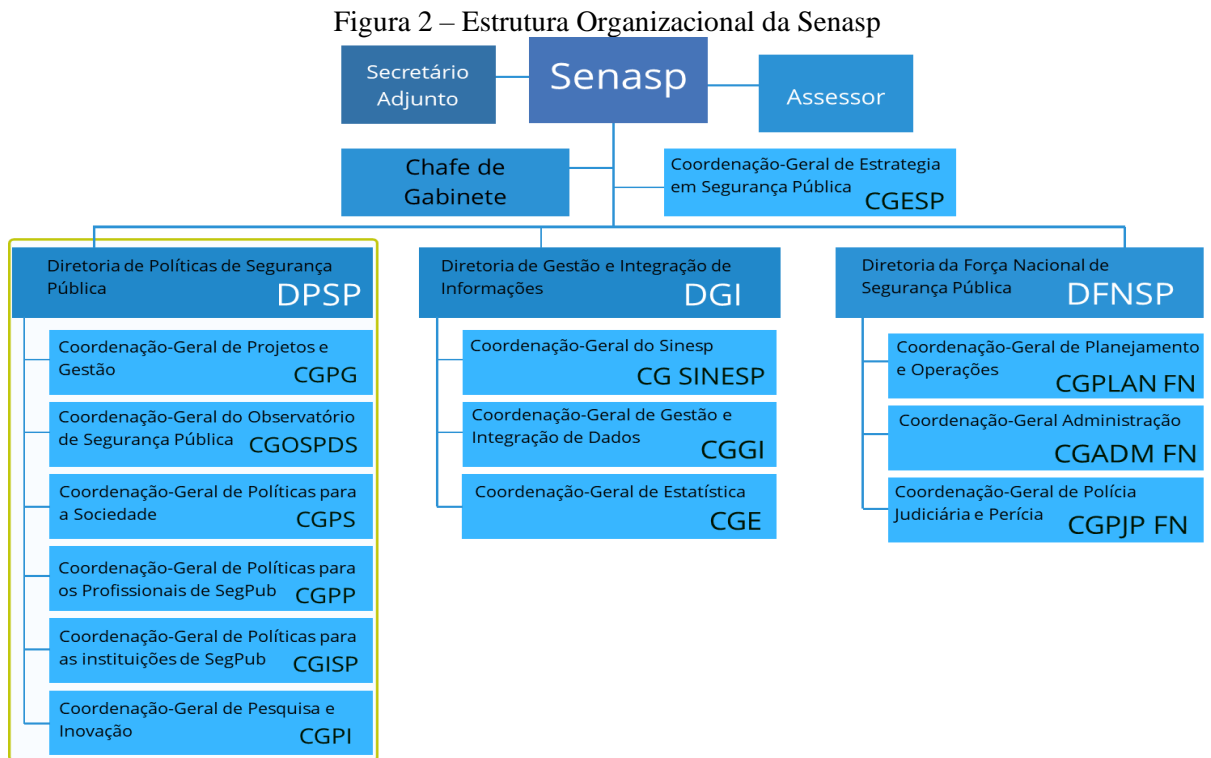 Figura 2 – Estrutura Organizacional da Senasp
Secretário
Adjunto
Senasp
Assessor
Chafe de
Gabinete
Coordenação-Geral de Estrategia
em Segurança Pública
CGESP
Diretoria de Políticas de Segurança
Pública
DPSP
Coordenação-Geral de Projetos e
Gestão
CGPG
Coordenação-Geral do Observatório
de Segurança Pública
CGOSPDS
Coordenação-Geral de Políticas para
a Sociedade
CGPS
Coordenação-Geral de Políticas para
os Profissionais de SegPub
CGPP
Coordenação-Geral de Políticas para
as instituições de SegPub
CGISP
Coordenação-Geral de Pesquisa e
Inovação
CGPI
Diretoria de Gestão e Integração de
Informações
DGI
Coordenação-Geral do Sinesp
CG SINESP
Coordenação-Geral de Gestão e
Integração de Dados
CGGI
Coordenação-Geral de Estatística
CGE
Diretoria da Força Nacional de
Segurança Pública
DFNSP
Coordenação-Geral de Planejamento
e Operações
CGPLAN FN
Coordenação-Geral Administração
CGADM FN
Coordenação-Geral de Polícia
Judiciária e Perícia
CGPJP FN